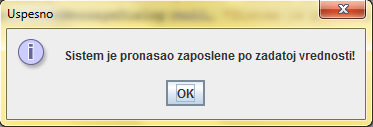 Uspesno
Sistem je pronasao zaposlene po zadatoj vrednosti!
OK